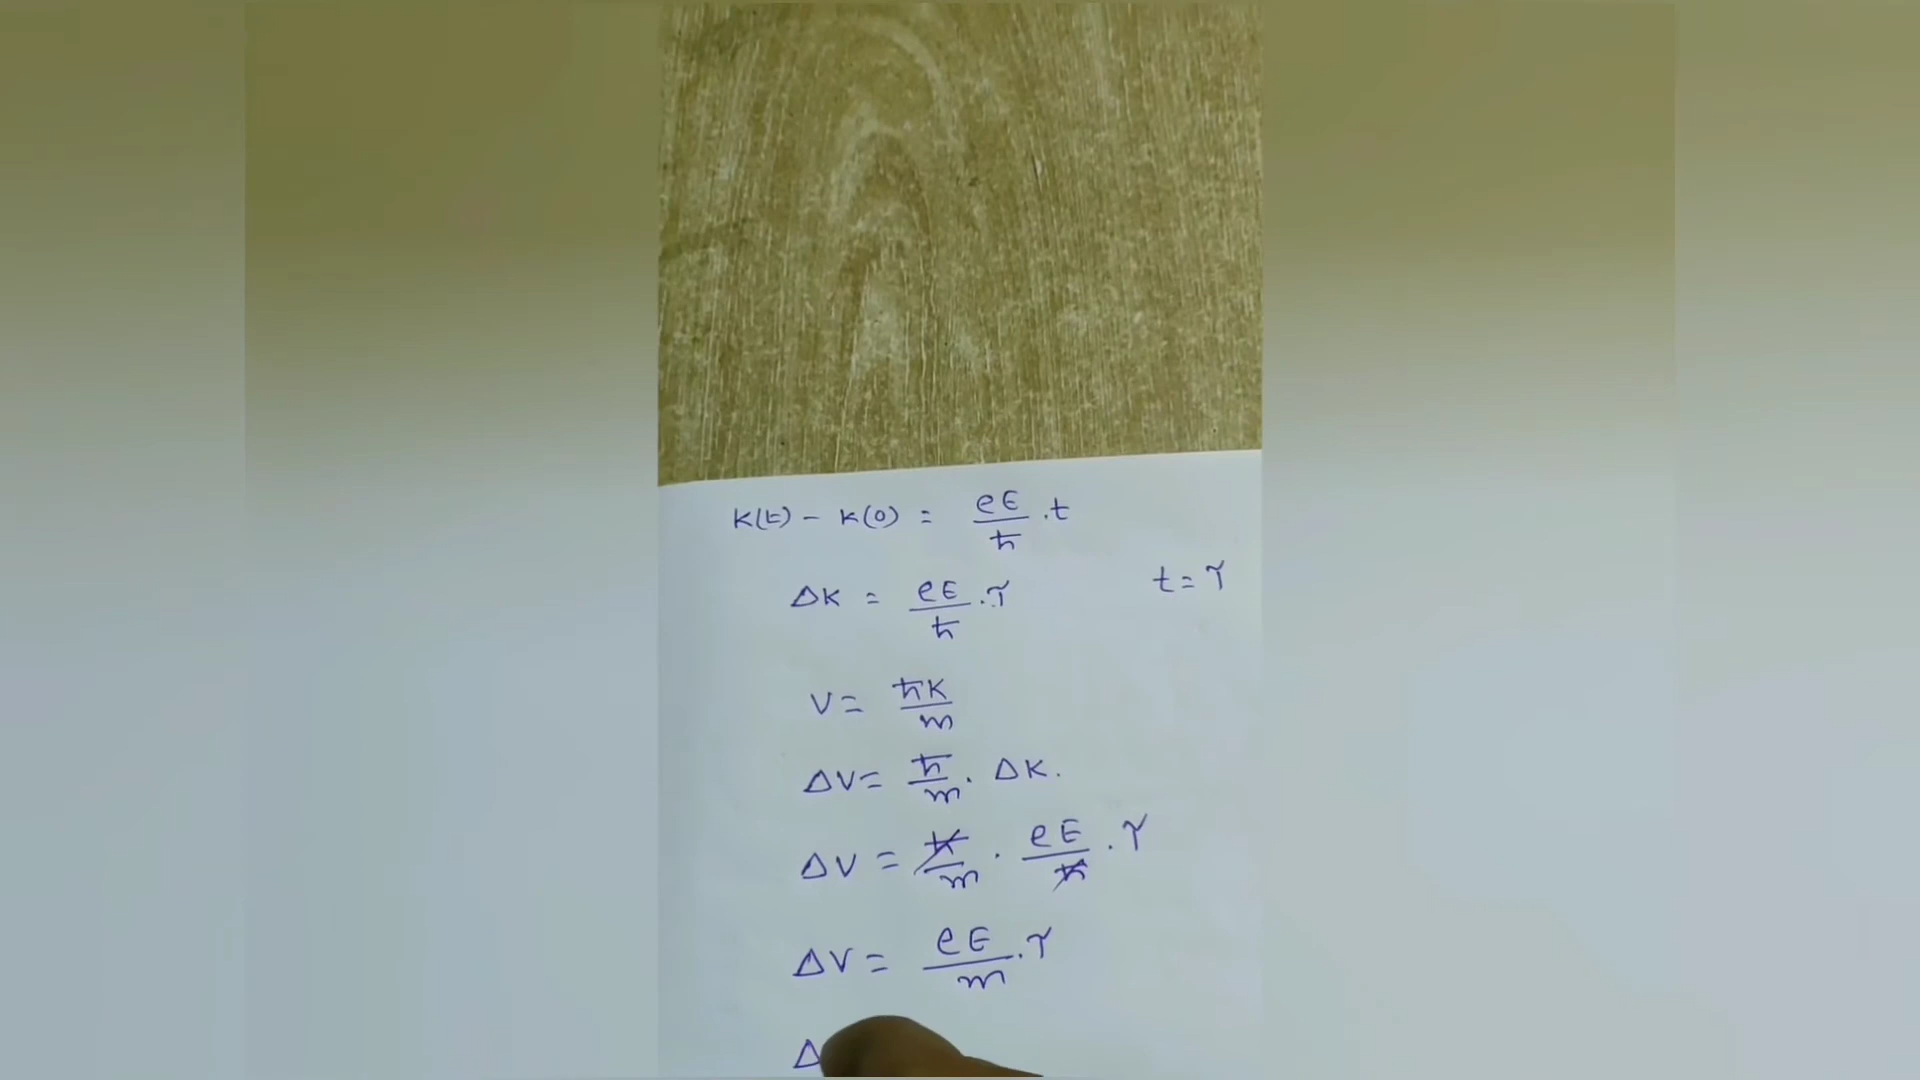 K(t) - K(0) = eE/ħ . t
ΔK = eE/ħ . τ t = τ
V = ħK/m
ΔV = ħ/m . ΔK.
ΔV = ħ/m . eE/ħ . τ
ΔV = eE/m . τ
Δ